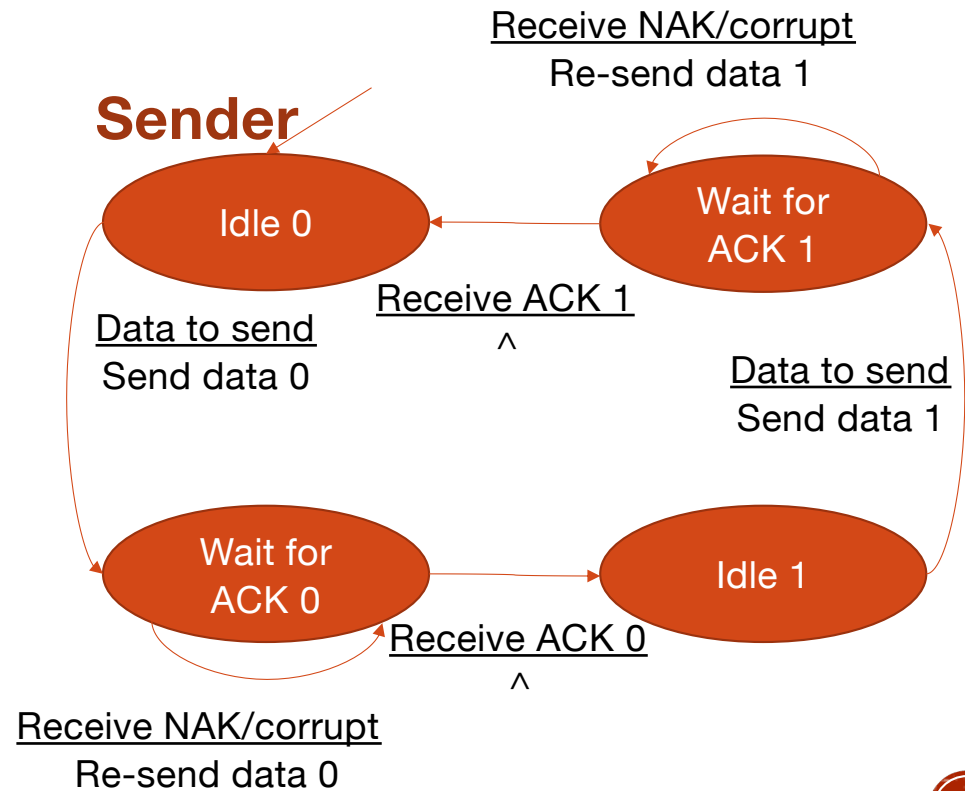 Receive NAK/corrupt
Re-send data 1
Sender
Idle 0
Wait for
ACK 1
Receive ACK 1
^
Data to send
Send data 0
Data to send
Send data 1
Wait for
ACK 0
Idle 1
Receive ACK 0
^
Receive NAK/corrupt
Re-send data 0